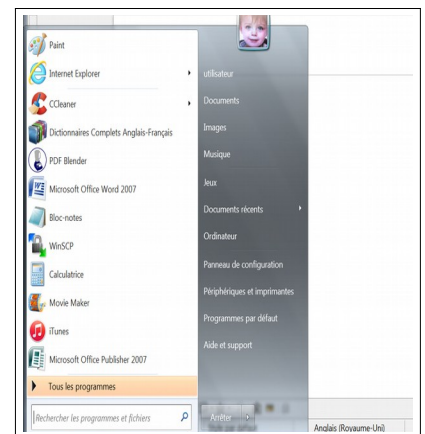 Paint
Internet Explorer
CCleaner
Dictionnaires Complets Anglais-Français
PDF Blender
Microsoft Office Word 2007
Bloc-notes
WinSCP
Calculatrice
Movie Maker
iTunes
Microsoft Office Publisher 2007
Tous les programmes
Rechercher les programmes et fichiers
utilisateur
Documents
Images
Musique
Jeux
Documents récents
Ordinateur
Panneau de configuration
Périphériques et imprimantes
Programmes par défaut
Aide et support
Arrêter
Anglais (Royaume-Uni)